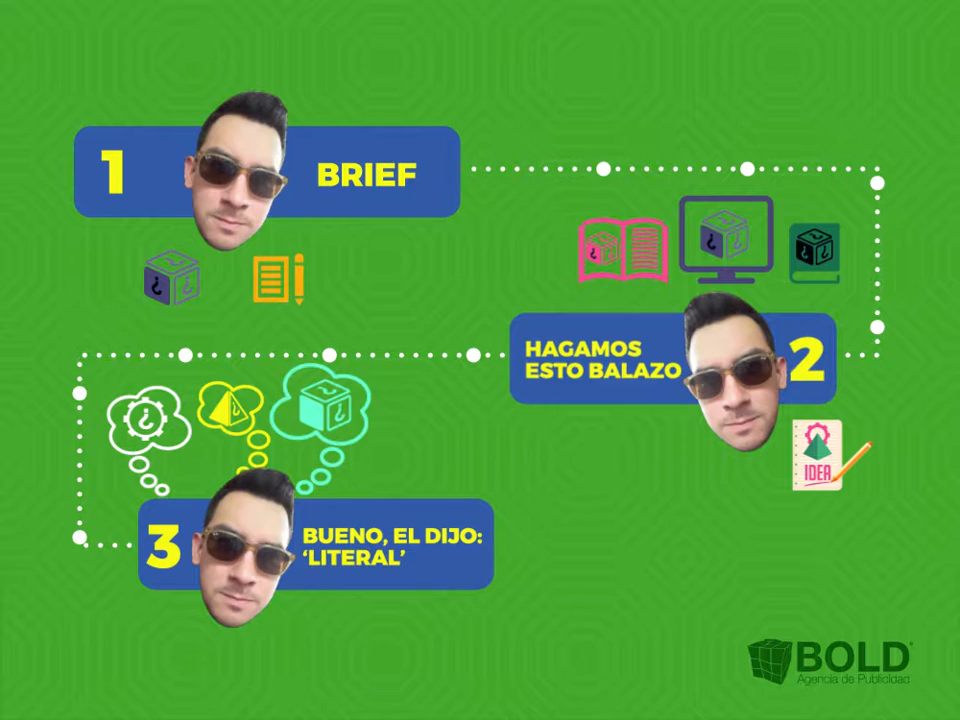 1
BRIEF
HAGAMOS
ESTO BALAZO
2
IDEA
3
BUENO, EL DIJO:
‘LITERAL’
BOLD®
Agencia de Publicidad